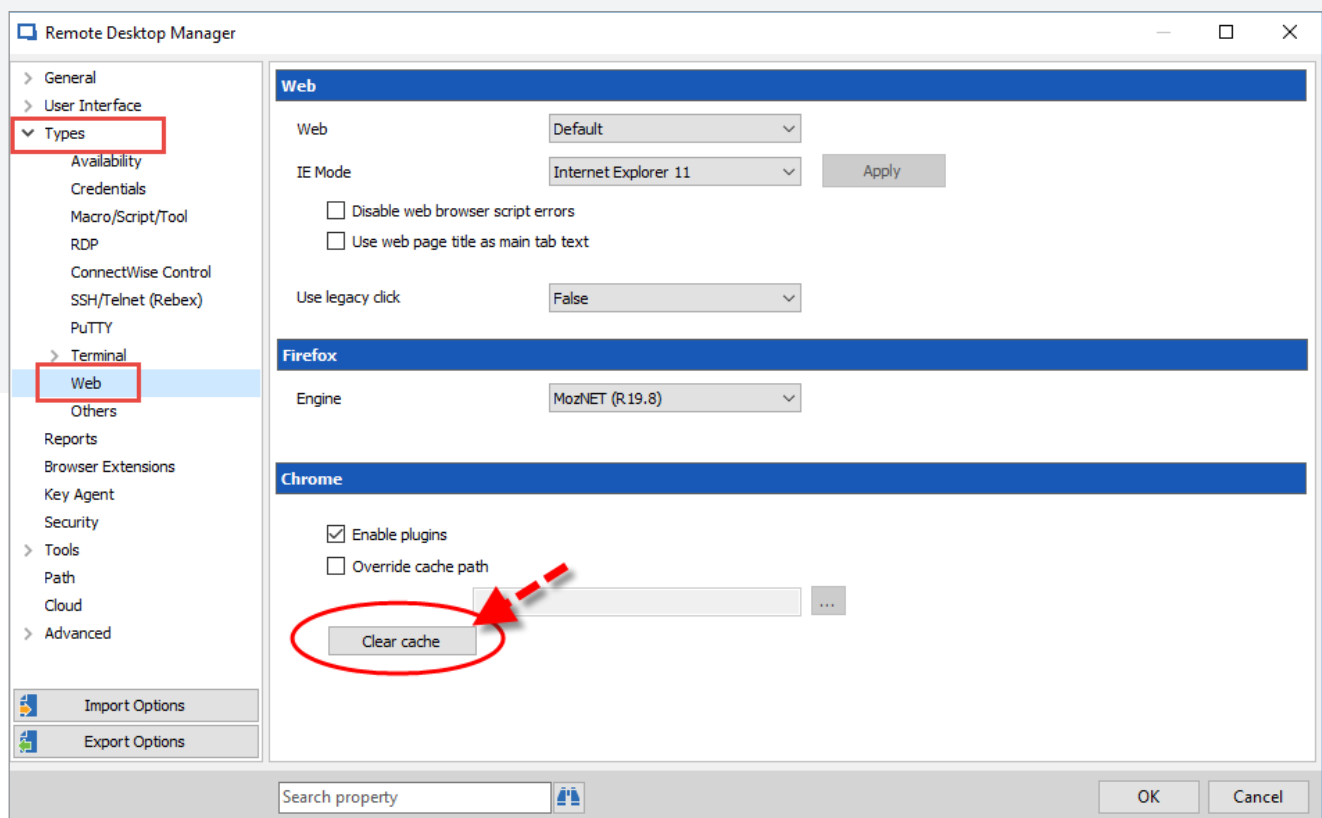 Remote Desktop Manager
General
User Interface
Types
Availability
Credentials
Macro/Script/Tool
RDP
ConnectWise Control
SSH/Telnet (Rebex)
PuTTY
Terminal
Web
Others
Reports
Browser Extensions
Key Agent
Security
Tools
Path
Cloud
Advanced
Import Options
Export Options
Web
Web Default
IE Mode Internet Explorer 11 Apply
Disable web browser script errors
Use web page title as main tab text
Use legacy click False
Firefox
Engine MozNET (R19.8)
Chrome
Enable plugins
Override cache path
...
Clear cache
Search property
OK Cancel